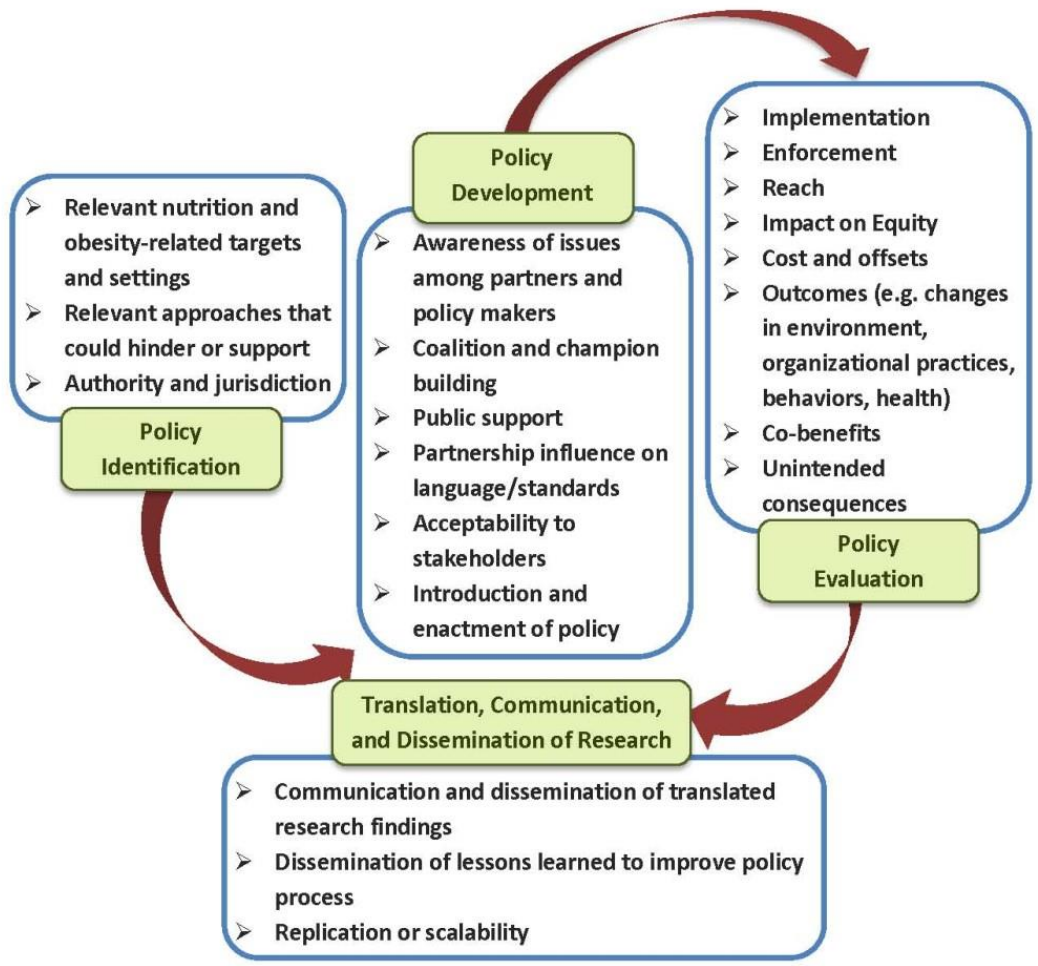 ➢ Relevant nutrition and
obesity-related targets
and settings
➢ Relevant approaches that
could hinder or support
➢ Authority and jurisdiction
Policy
Identification
Policy
Development
➢ Awareness of issues
among partners and
policy makers
➢ Coalition and champion
building
➢ Public support
➢ Partnership influence on
language/standards
➢ Acceptability to
stakeholders
➢ Introduction and
enactment of policy
➢ Implementation
➢ Enforcement
➢ Reach
➢ Impact on Equity
➢ Cost and offsets
➢ Outcomes (e.g. changes
in environment,
organizational practices,
behaviors, health)
➢ Co-benefits
➢ Unintended
consequences
Policy
Evaluation
Translation, Communication,
and Dissemination of Research
➢ Communication and dissemination of translated
research findings
➢ Dissemination of lessons learned to improve policy
process
➢ Replication or scalability